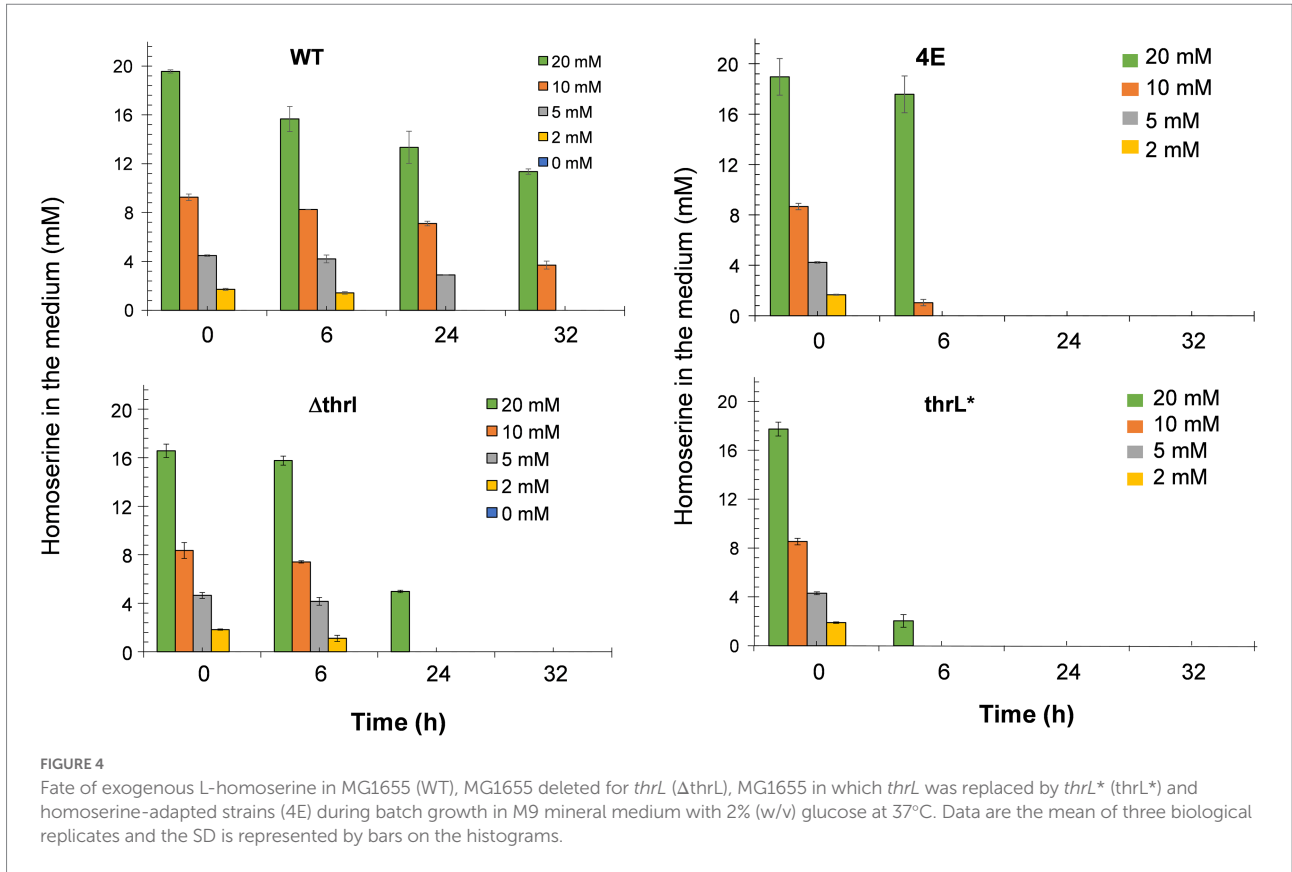 Homoserine in the medium (mM)
WT
20
16
12
8
4
0
0
6
24
32
20 mM
10 mM
5 mM
2 mM
0 mM
Homoserine in the medium (mM)
4E
20
16
12
8
4
0
0
6
24
32
20 mM
10 mM
5 mM
2 mM
Δthrl
20
16
12
8
4
0
0
6
24
32
20 mM
10 mM
5 mM
2 mM
0 mM
Time (h)
thrL*
20
16
12
8
4
0
0
6
24
32
20 mM
10 mM
5 mM
2 mM
Time (h)
FIGURE 4
Fate of exogenous L-homoserine in MG1655 (WT), MG1655 deleted for thrL (ΔthrL), MG1655 in which thrL was replaced by thrL* (thrL*) and
homoserine-adapted strains (4E) during batch growth in M9 mineral medium with 2% (w/v) glucose at 37°C. Data are the mean of three biological
replicates and the SD is represented by bars on the histograms.